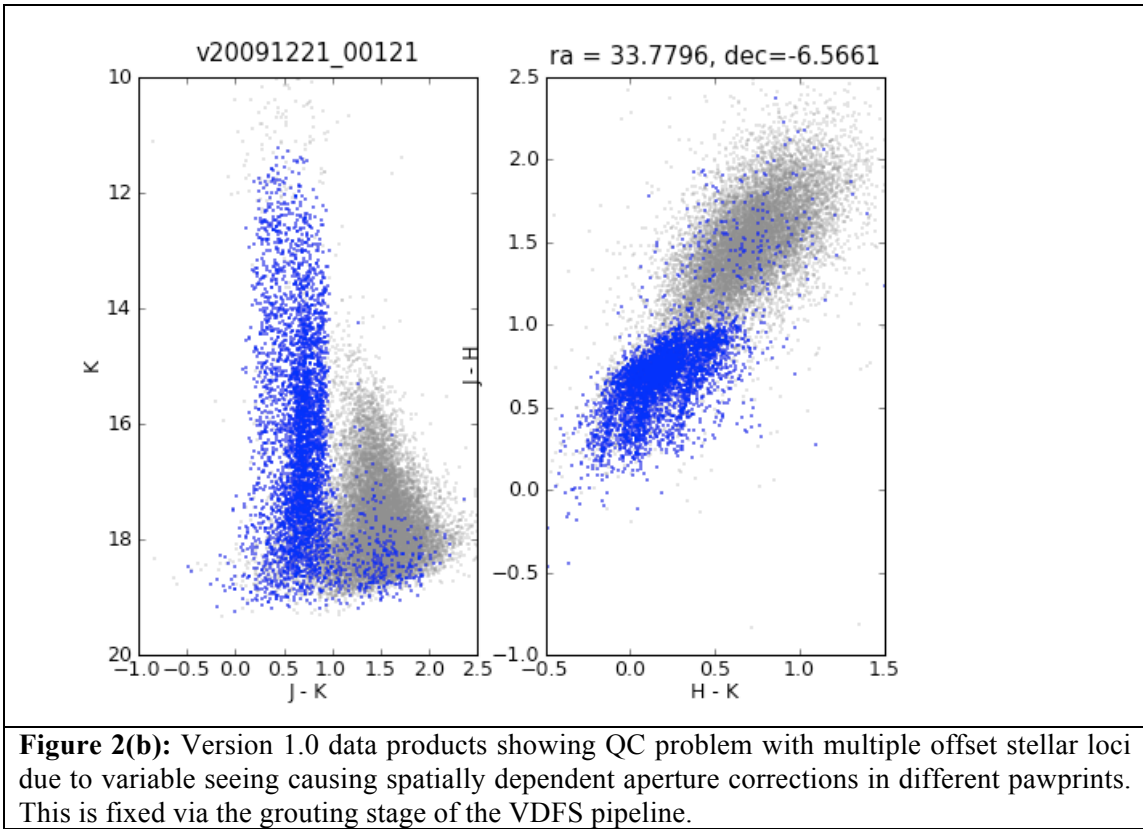 v20091221_00121
10
12
14
16
18
20
K
−1.0 −0.5 0.0 0.5 1.0 1.5 2.0 2.5
J - K
ra = 33.7796, dec=-6.5661
2.5
2.0
1.5
1.0
0.5
0.0
−0.5
−1.0
J - H
−0.5 0.0 0.5 1.0 1.5
H - K
Figure 2(b): Version 1.0 data products showing QC problem with multiple offset stellar loci
due to variable seeing causing spatially dependent aperture corrections in different pawprints.
This is fixed via the grouting stage of the VDFS pipeline.